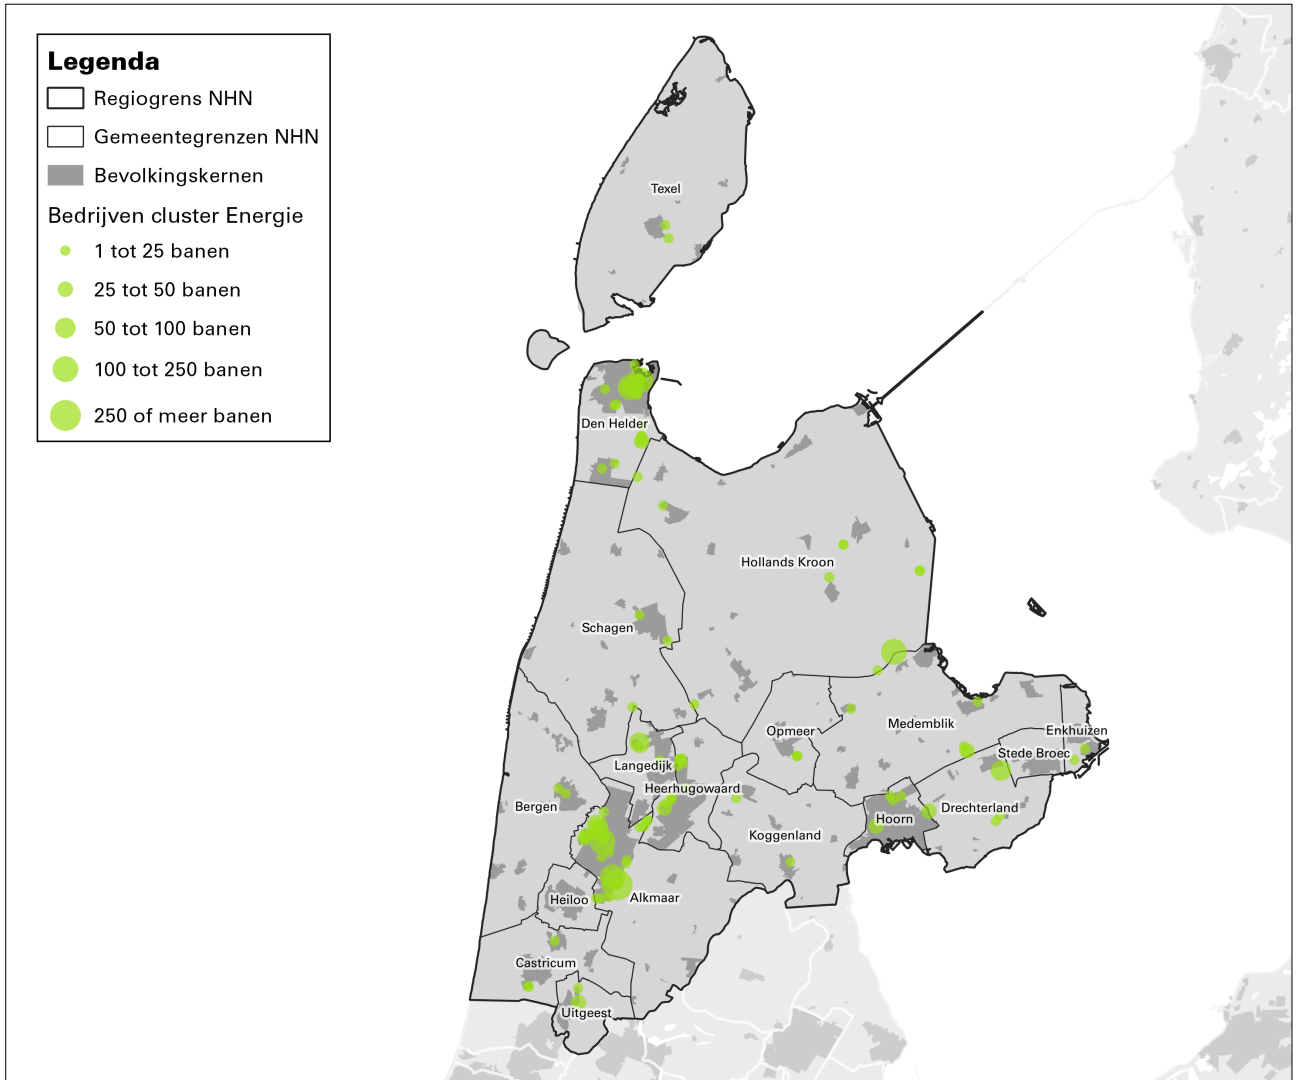 Legenda
Regiogrens NHN
Gemeentegrenzen NHN
Bevolkingskernen
Bedrijven cluster Energie
1 tot 25 banen
25 tot 50 banen
50 tot 100 banen
100 tot 250 banen
250 of meer banen
Texel
Den Helder
Hollands Kroon
Schagen
Medemblik
Opmeer
Enkhuizen
Stede Broec
Langedijk
Heerhugowaard
Bergen
Drechterland
Hoorn
Koggenland
Heiloo
Alkmaar
Castricum
Uitgeest